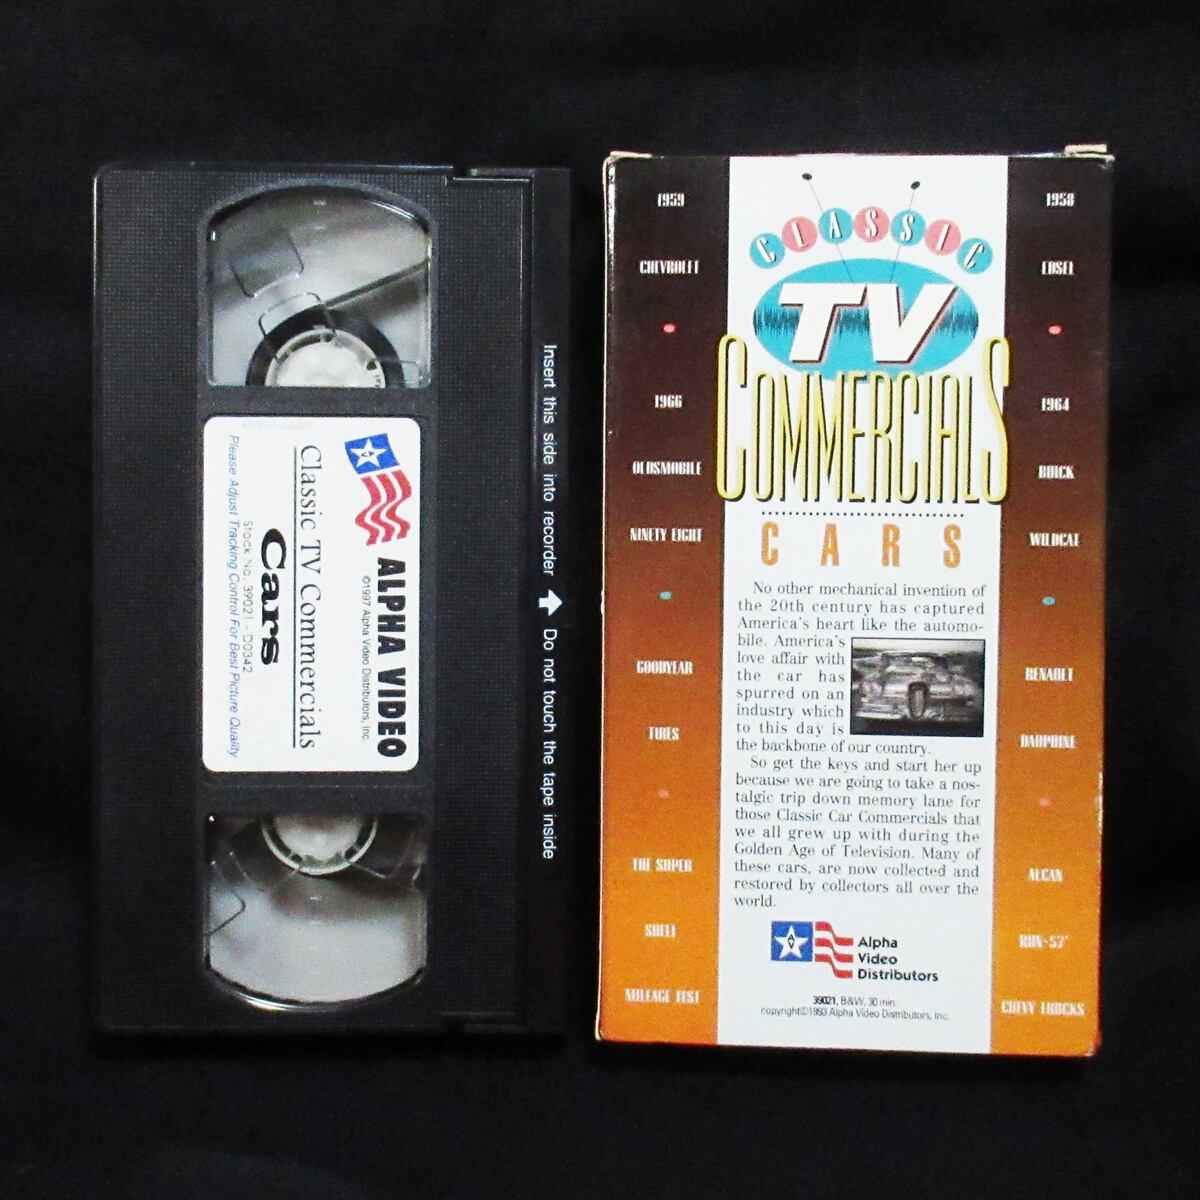 ALPHA VIDEO
©1997 Alpha Video Distributors, Inc.
Classic TV Commercials
Cars
Stock No. 39021 - D0342
Please Adjust Tracking Control For Best Picture Quality
Insert this side into recorder
Do not touch the tape inside
1959
CHEVROLET
1966
OLDSMOBILE
NINETY EIGHT
GOODYEAR
TIRES
THE SUPER
SHELL
MILEAGE TEST
CLASSIC
TV
COMMERCIALS
CARS
No other mechanical invention of
the 20th century has captured
America's heart like the automo-
bile. America's
love affair with
the car has
spurred on an
industry which
to this day is
the backbone of our country.
So get the keys and start her up
because we are going to take a nos-
talgic trip down memory lane for
those Classic Car Commercials that
we all grew up with during the
Golden Age of Television. Many of
these cars, are now collected and
restored by collectors all over the
world.
Alpha
Video
Distributors
39021, B&W, 30 min.
copyright©1993 Alpha Video Distributors, Inc.
1958
EDSEL
1964
BUICK
WILDCAT
RENAULT
DAUPHINE
ALCAN
RUN-57'
CHEVY TRUCKS